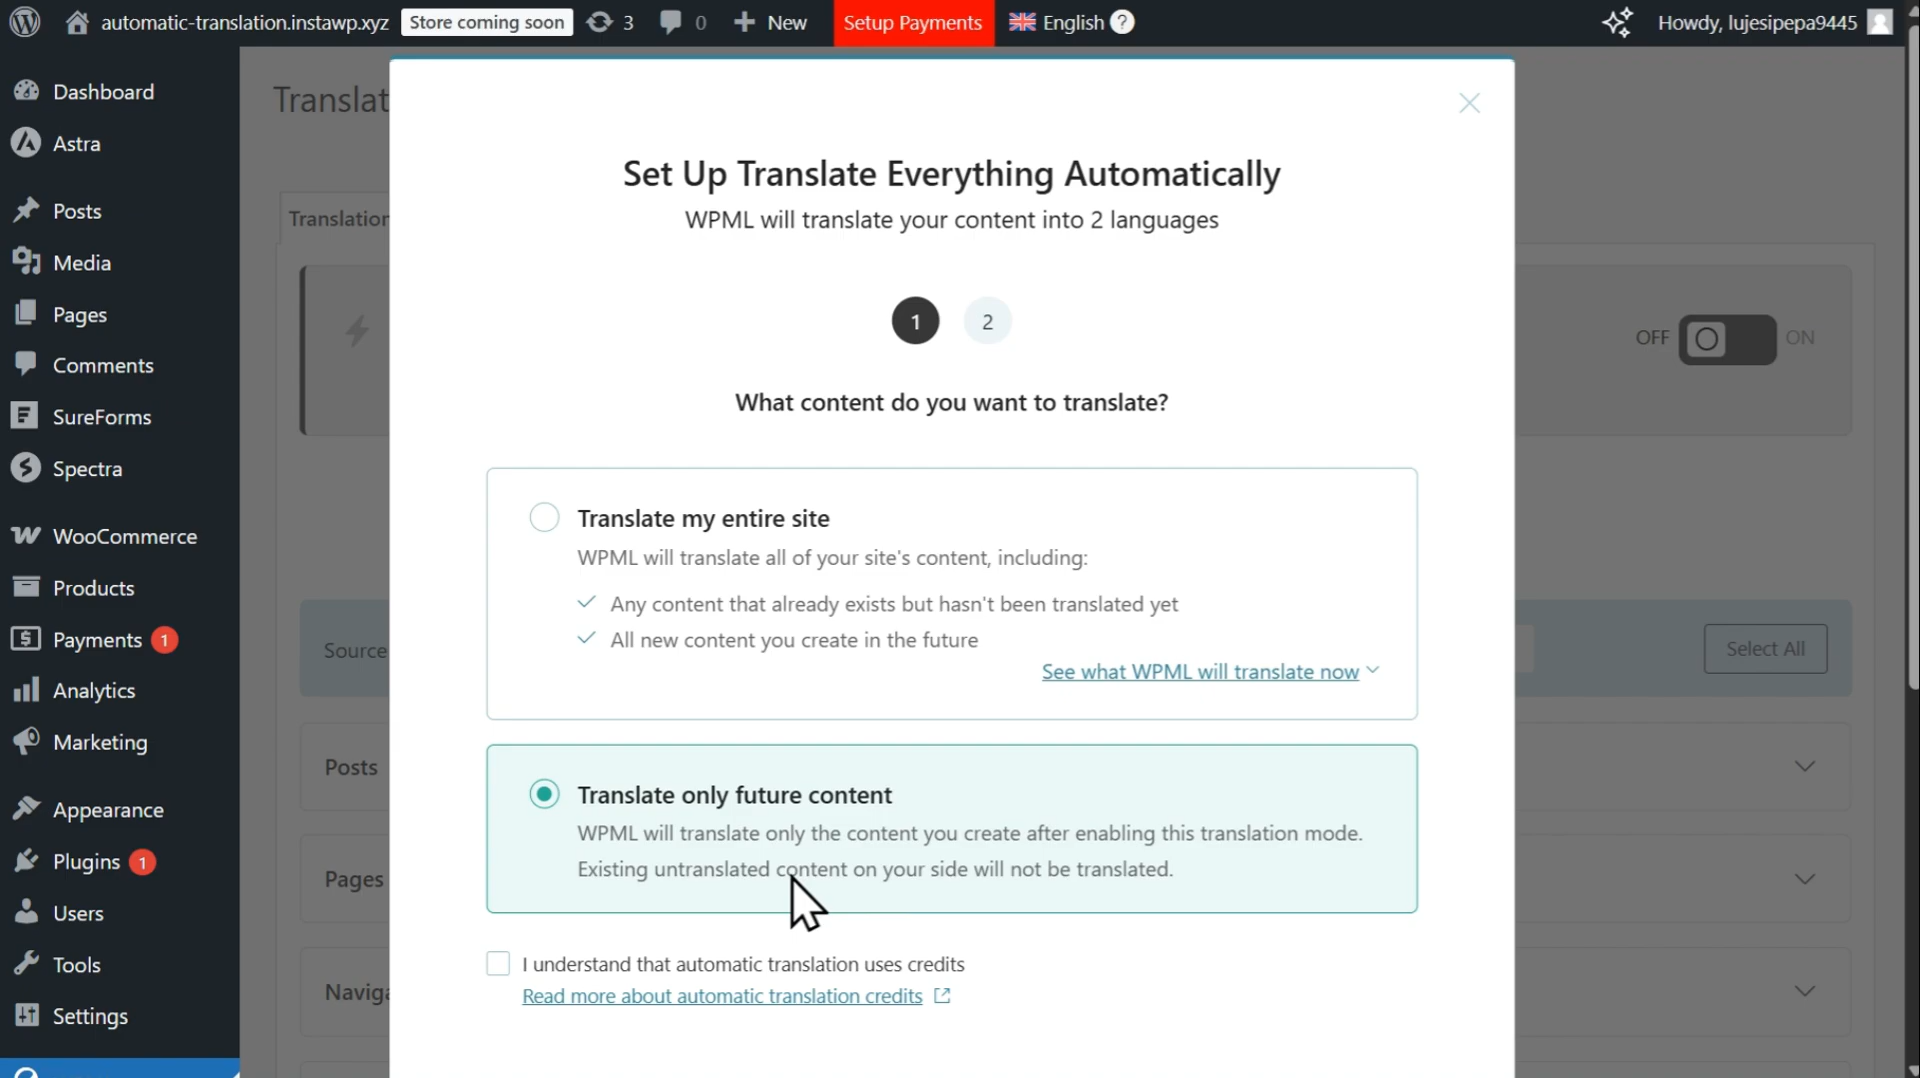 automatic-translation.instawp.xyz Store coming soon 3 0 New Setup Payments English ? Howdy, lujesipepa9445
Dashboard
Astra
Posts
Media
Pages
Comments
SureForms
Spectra
WooCommerce
Products
Payments 1
Analytics
Marketing
Appearance
Plugins 1
Users
Tools
Settings
Translat
Translation
OFF ON
Source
Select All
Posts
Pages
Naviga
Set Up Translate Everything Automatically
WPML will translate your content into 2 languages
1 2
What content do you want to translate?
Translate my entire site
WPML will translate all of your site's content, including:
Any content that already exists but hasn't been translated yet
All new content you create in the future
See what WPML will translate now
Translate only future content
WPML will translate only the content you create after enabling this translation mode.
Existing untranslated content on your side will not be translated.
I understand that automatic translation uses credits
Read more about automatic translation credits